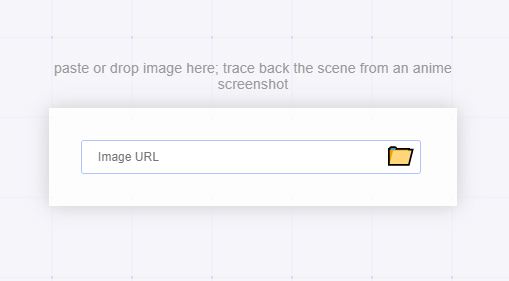 paste or drop image here; trace back the scene from an anime
screenshot
Image URL